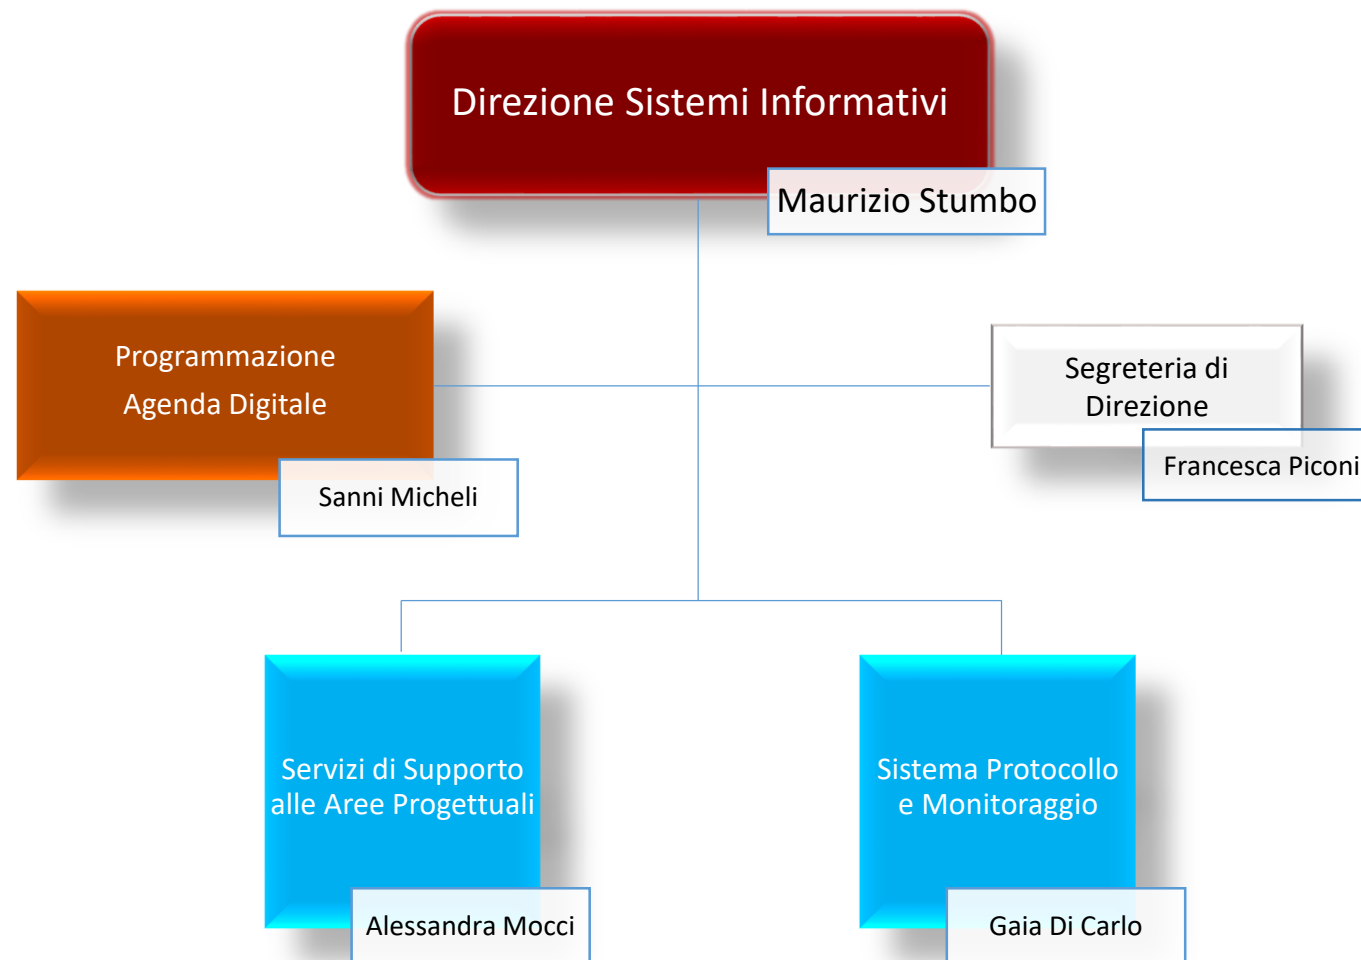 Direzione Sistemi Informativi
Maurizio Stumbo
Programmazione
Agenda Digitale
Sanni Micheli
Segreteria di
Direzione
Francesca Piconi
Servizi di Supporto
alle Aree Progettuali
Alessandra Mocci
Sistema Protocollo
e Monitoraggio
Gaia Di Carlo